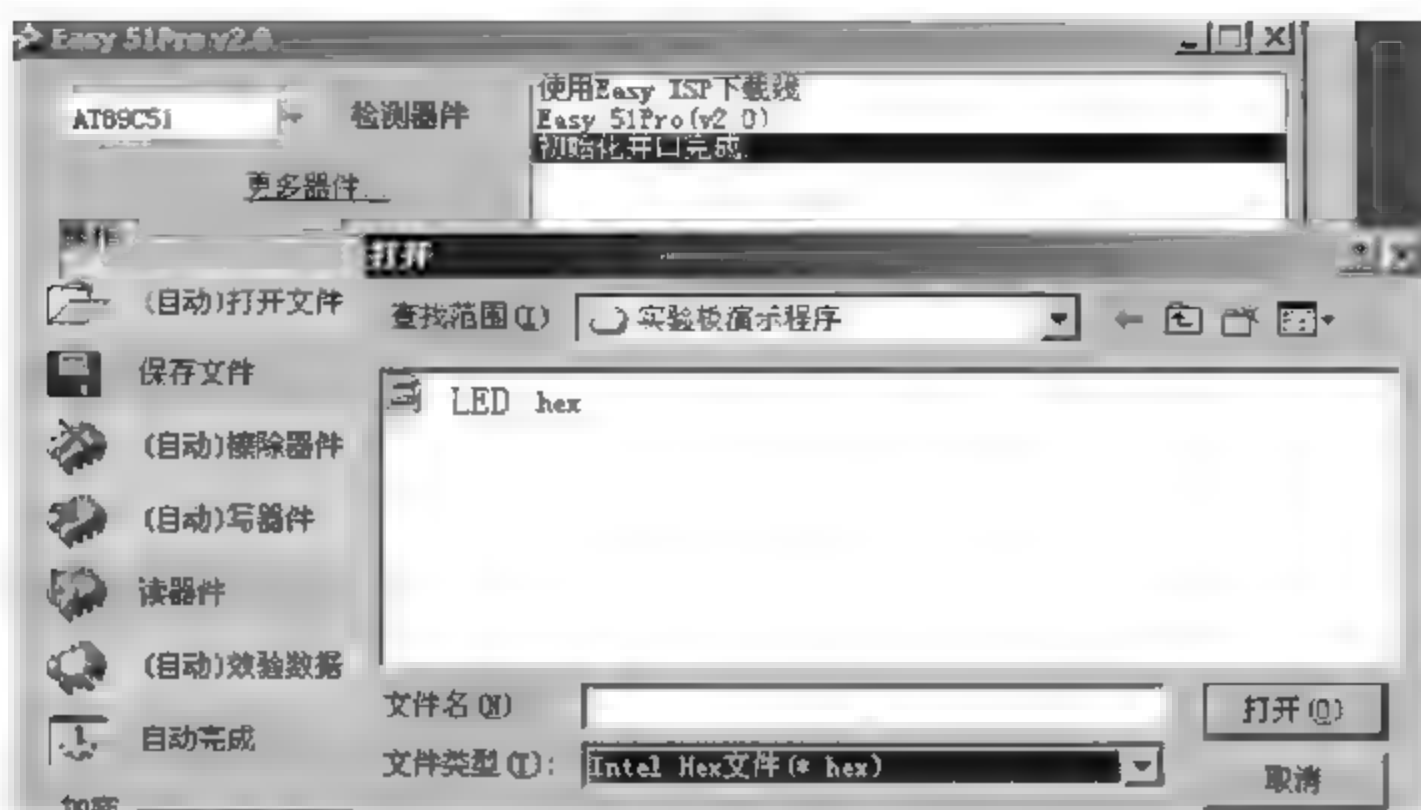 Easy 51Pro v2.0
AT89C51
检测器件
使用Easy ISP下载线
Easy 51Pro(v2 0)
初始化并口完成.
更多器件...
打开
(自动)打开文件
查找范围(I)
实验板演示程序
保存文件
LED hex
(自动)擦除器件
(自动)写器件
读器件
(自动)效验数据
文件名(N)
打开(O)
自动完成
文件类型(T):
Intel Hex文件(* hex)
取消